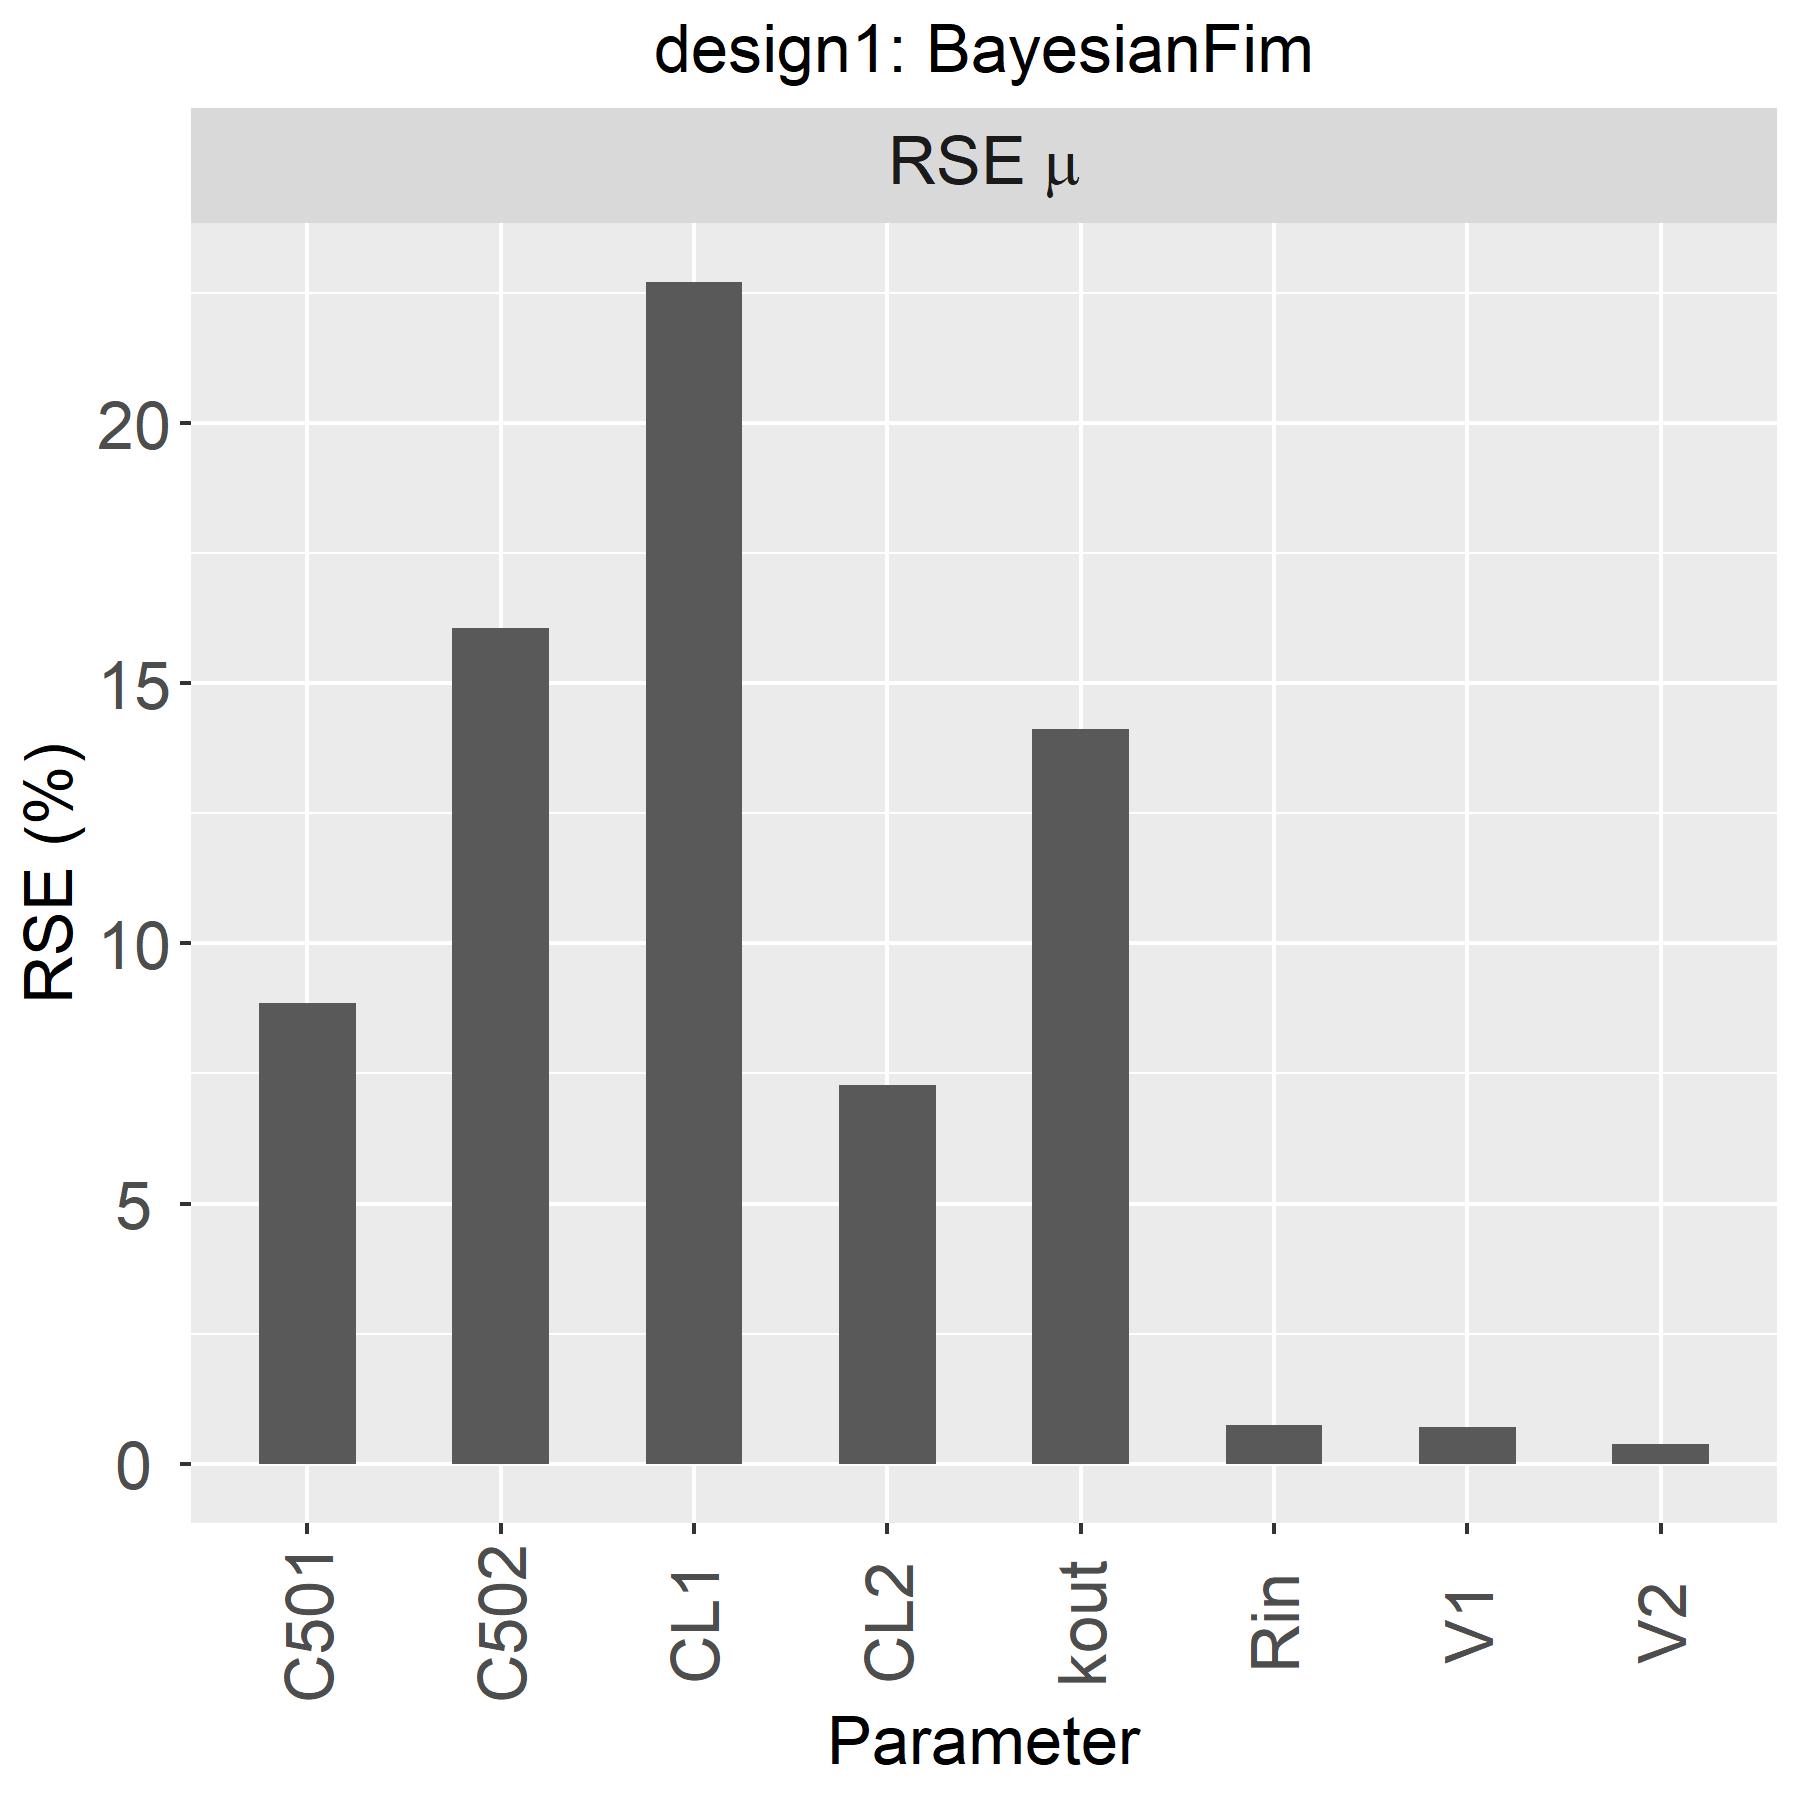 design1: BayesianFim
RSE μ
RSE (%)
20
15
10
5
0
C501
C502
CL1
CL2
kout
Rin
V1
V2
Parameter